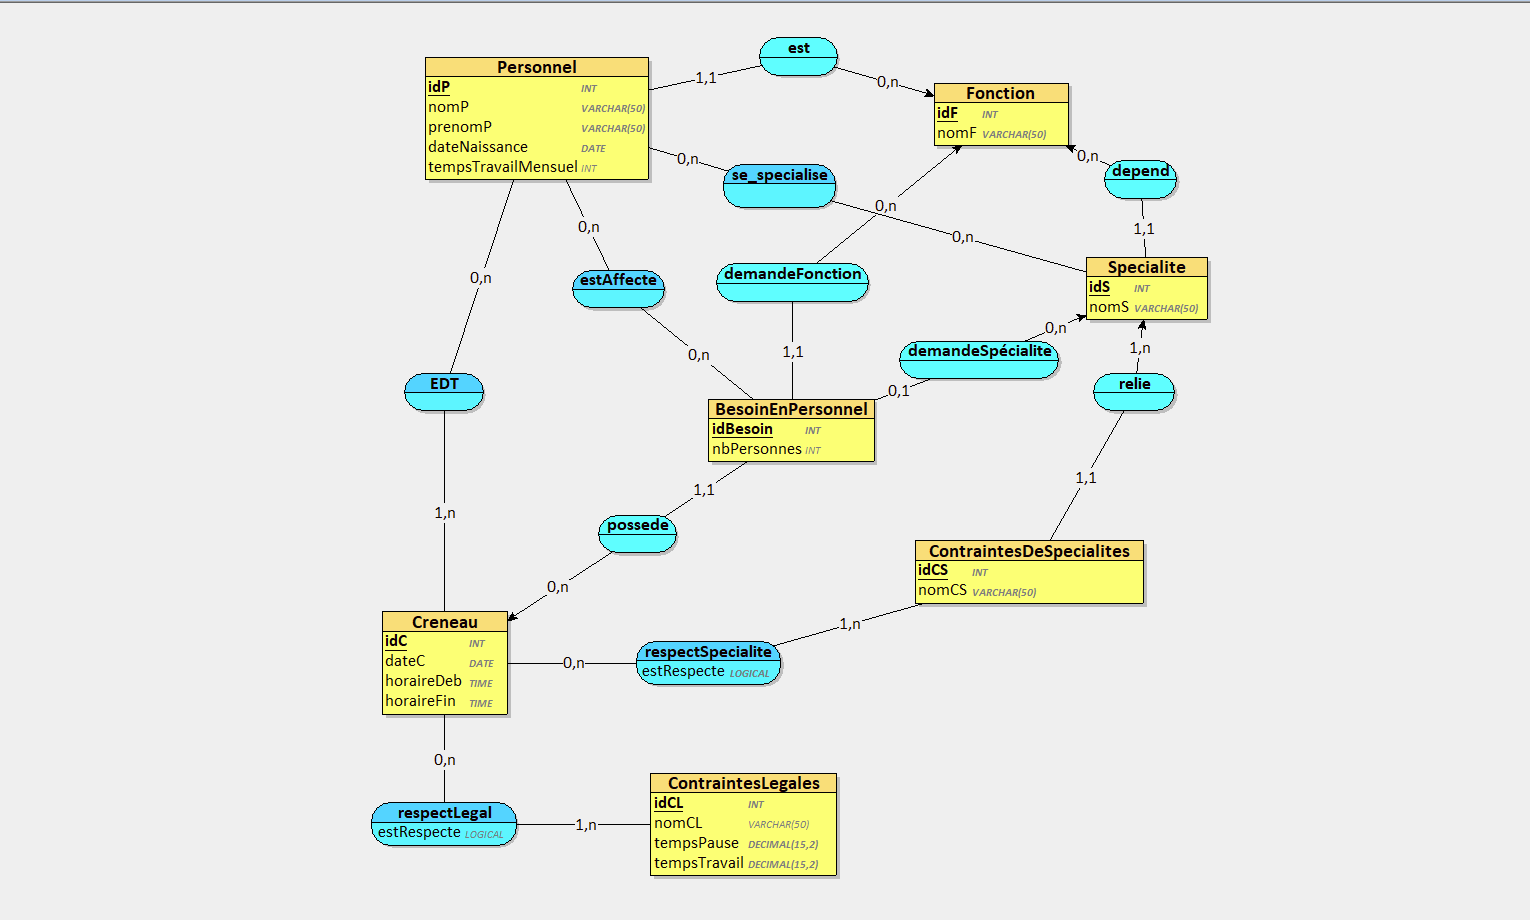 est
Personnel
idP INT
nomP VARCHAR(50)
prenomP VARCHAR(50)
dateNaissance DATE
tempsTravailMensuel INT
1,1
0,n
Fonction
idF INT
nomF VARCHAR(50)
0,n
se_specialise
0,n
depend
0,n
0,n
1,1
0,n
estAffecte
demandeFonction
0,n
Specialite
idS INT
nomS VARCHAR(50)
0,n
1,1
0,n
demandeSpécialite
1,n
0,1
EDT
relie
BesoinEnPersonnel
idBesoin INT
nbPersonnes INT
1,1
possede
1,1
1,n
0,n
ContraintesDeSpecialites
idCS INT
nomCS VARCHAR(50)
Creneau
idC INT
dateC DATE
horaireDeb TIME
horaireFin TIME
1,n
0,n
respectSpecialite
estRespecte LOGICAL
0,n
respectLegal
estRespecte LOGICAL
1,n
ContraintesLegales
idCL INT
nomCL VARCHAR(50)
tempsPause DECIMAL(15,2)
tempsTravail DECIMAL(15,2)